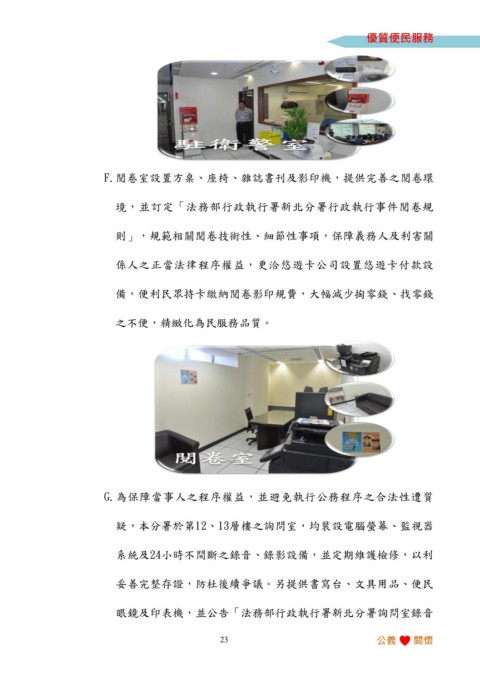 優質便民服務
駐衛警室
F.閱卷室設置方桌、座椅、雜誌書刊及影印機，提供完善之閱卷環
境，並訂定「法務部行政執行署新北分署行政執行事件閱卷規
則」，規範相關閱卷技術性、細節性事項，保障義務人及利害關
係人之正當法律程序權益，更洽悠遊卡公司設置悠遊卡付款設
備，便利民眾持卡繳納閱卷影印規費，大幅減少掏零錢、找零錢
之不便，精緻化為民服務品質。
閱卷室
G.為保障當事人之程序權益，並避免執行公務程序之合法性遭質
疑，本分署於第12、13層樓之詢問室，均裝設電腦螢幕、監視器
系統及24小時不間斷之錄音、錄影設備，並定期維護檢修，以利
妥善完整存證，防杜後續爭議。另提供書寫台、文具用品、便民
眼鏡及印表機，並公告「法務部行政執行署新北分署詢問室錄音
23
公義 關懷